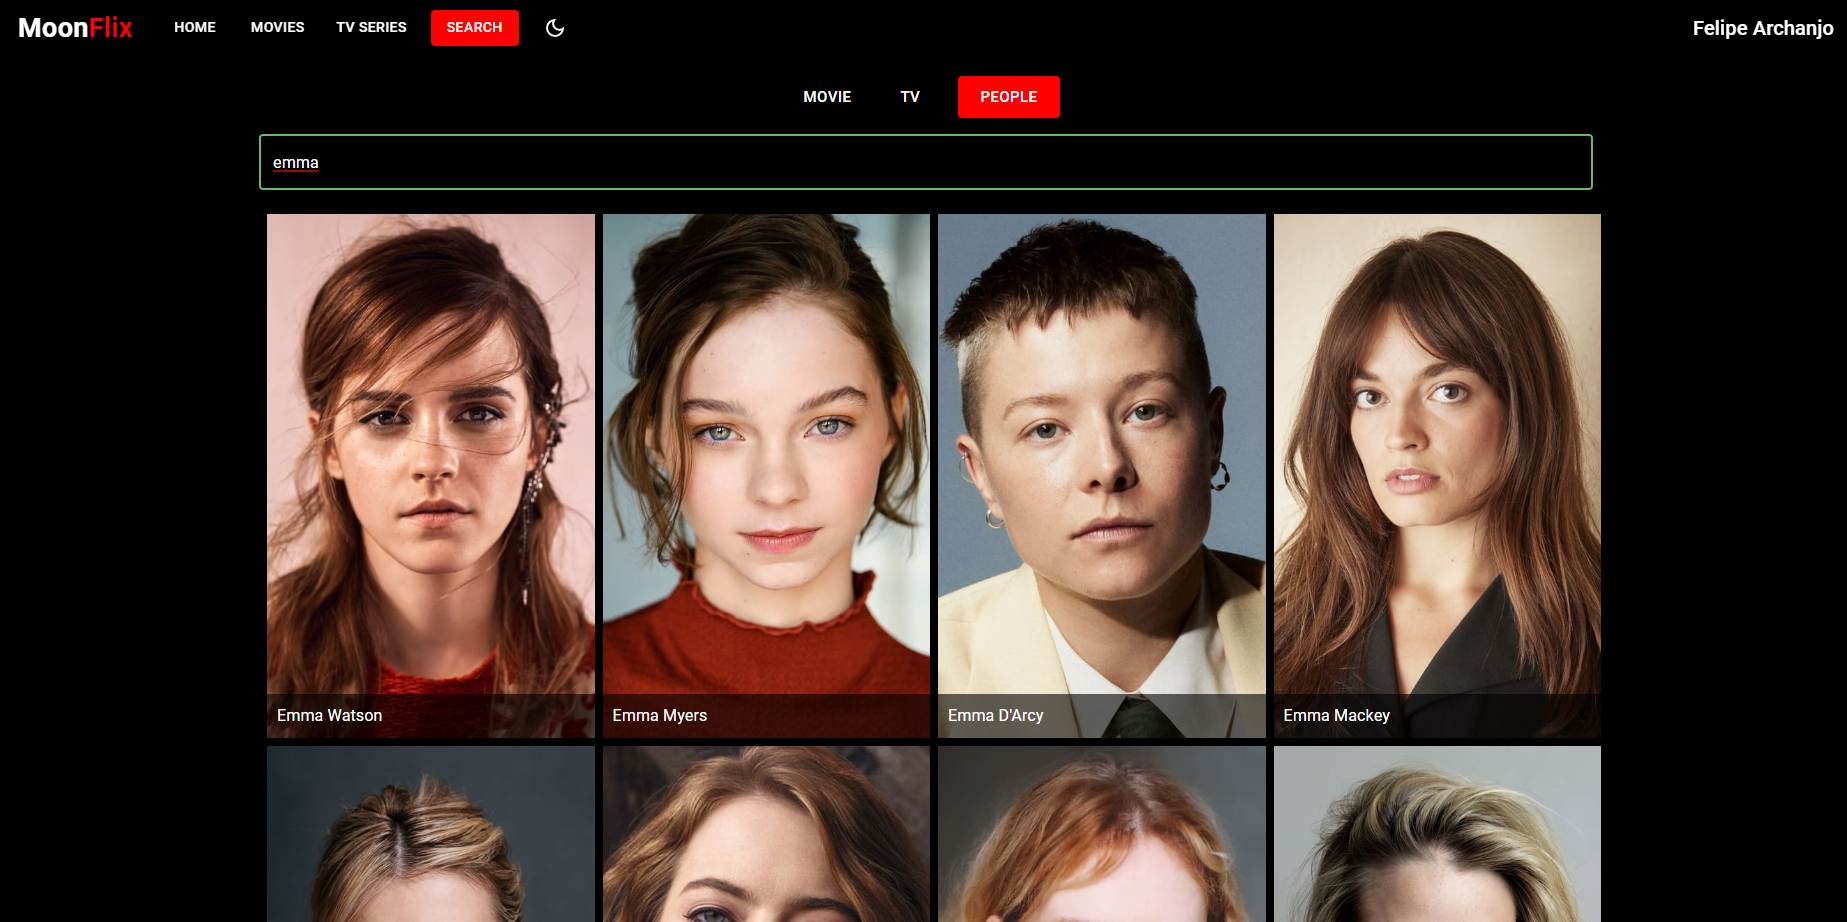 MoonFlix HOME MOVIES TV SERIES SEARCH Felipe Archanjo
MOVIE TV PEOPLE
emma
Emma Watson Emma Myers Emma D'Arcy Emma Mackey